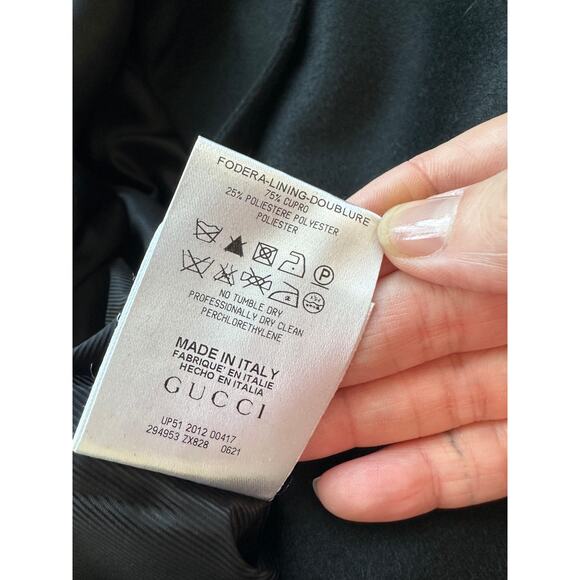 FODERA-LINING-DOUBLURE
75% CUPRO
25% POLIESTERE POLYESTER
POLIESTER
P
NO TUMBLE DRY
PROFESSIONALLY DRY CLEAN
PERCHLORETHYLENE
MADE IN ITALY
FABRIQUE' EN ITALIE
HECHO EN ITALIA
GUCCI
UP51 2012 00417
294953 ZX828 0621